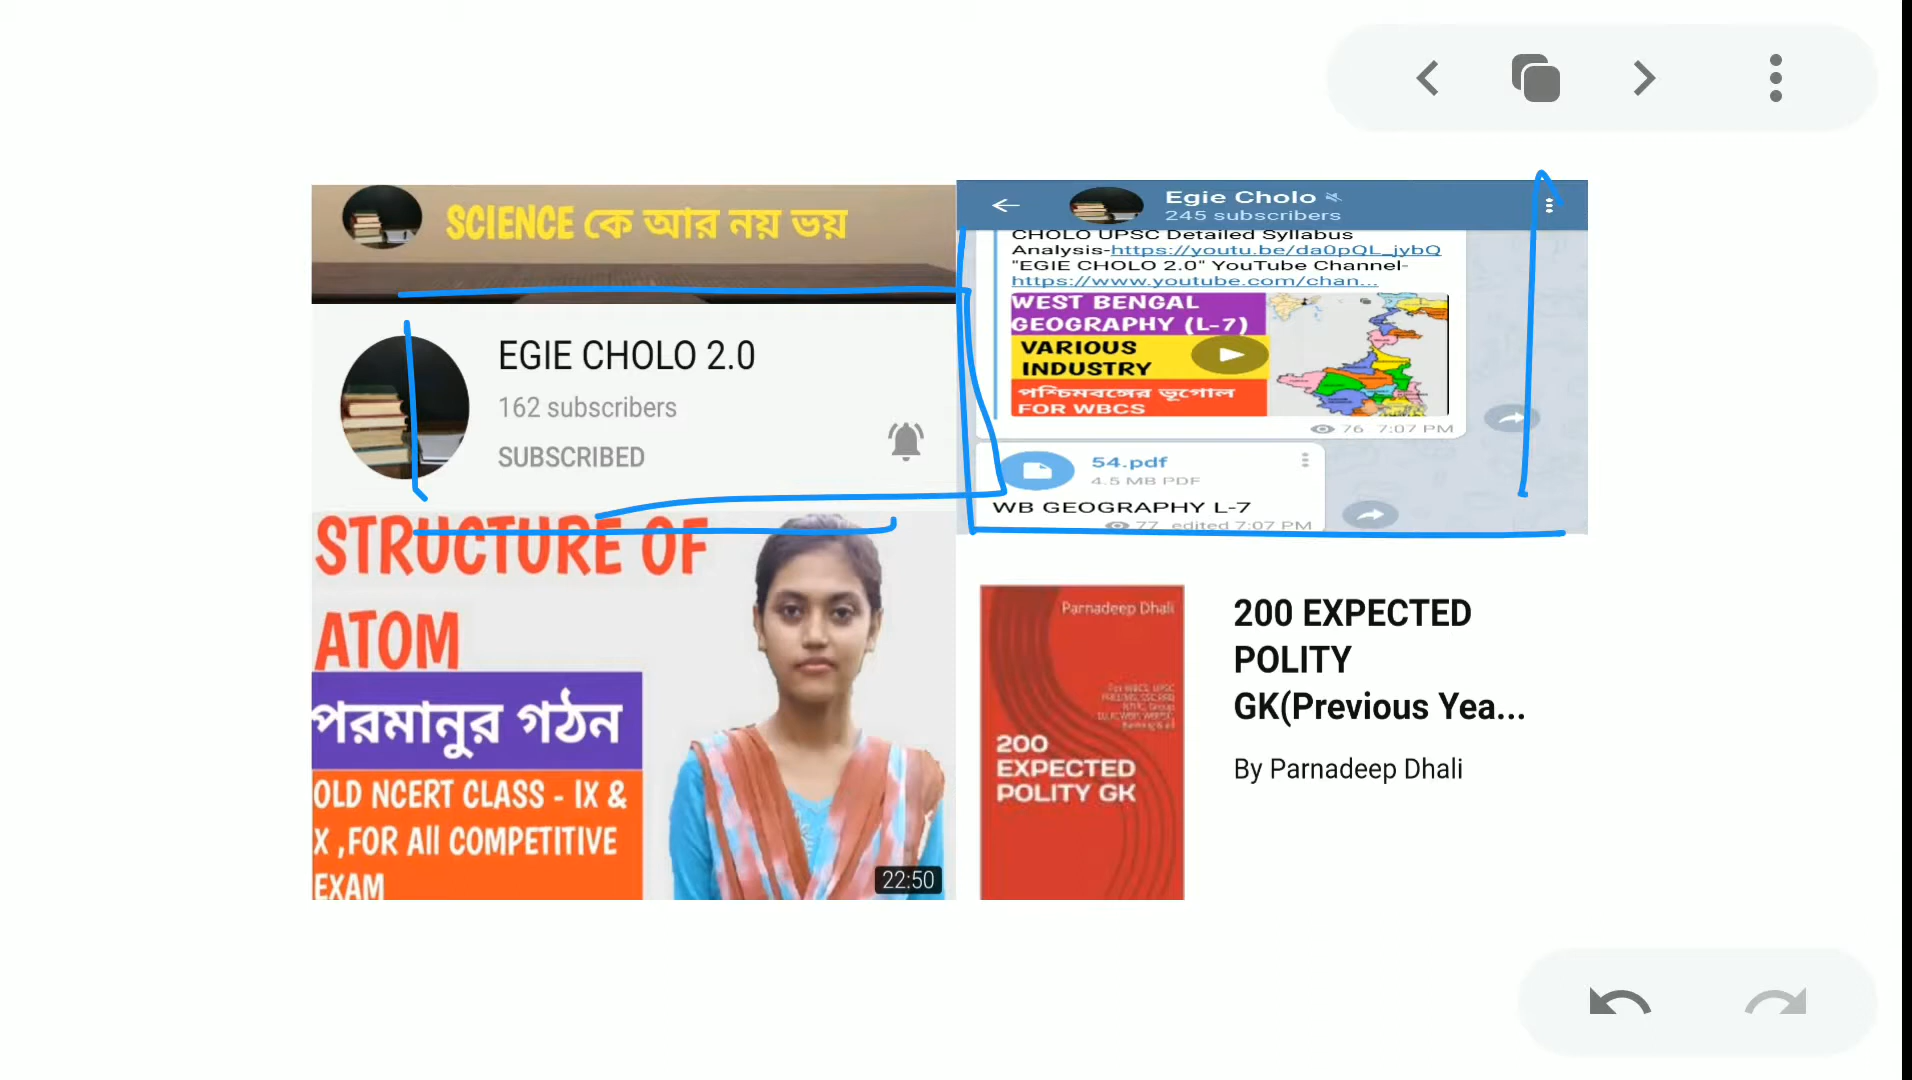 SCIENCE কে আর নয় ভয়
EGIE CHOLO 2.0
162 subscribers
SUBSCRIBED
STRUCTURE OF
ATOM
পরমানুর গঠন
OLD NCERT CLASS - IX &
X ,FOR All COMPETITIVE
EXAM
22:50
Egie Cholo
245 subscribers
CHOLO UPSC Detailed Syllabus
Analysis-https://youtu.be/da0pQL_jybQ
"EGIE CHOLO 2.0" YouTube Channel-
https://www.youtube.com/chan...
WEST BENGAL
GEOGRAPHY (L-7)
VARIOUS
INDUSTRY
পশ্চিমবঙ্গের ভূগোল
FOR WBCS
76 7:07 PM
54.pdf
4.5 MB PDF
WB GEOGRAPHY L-7
77 edited 7:07 PM
Parnadeep Dhali
For WBCS, UPSC
200
EXPECTED
POLITY GK
200 EXPECTED
POLITY
GK(Previous Yea...
By Parnadeep Dhali